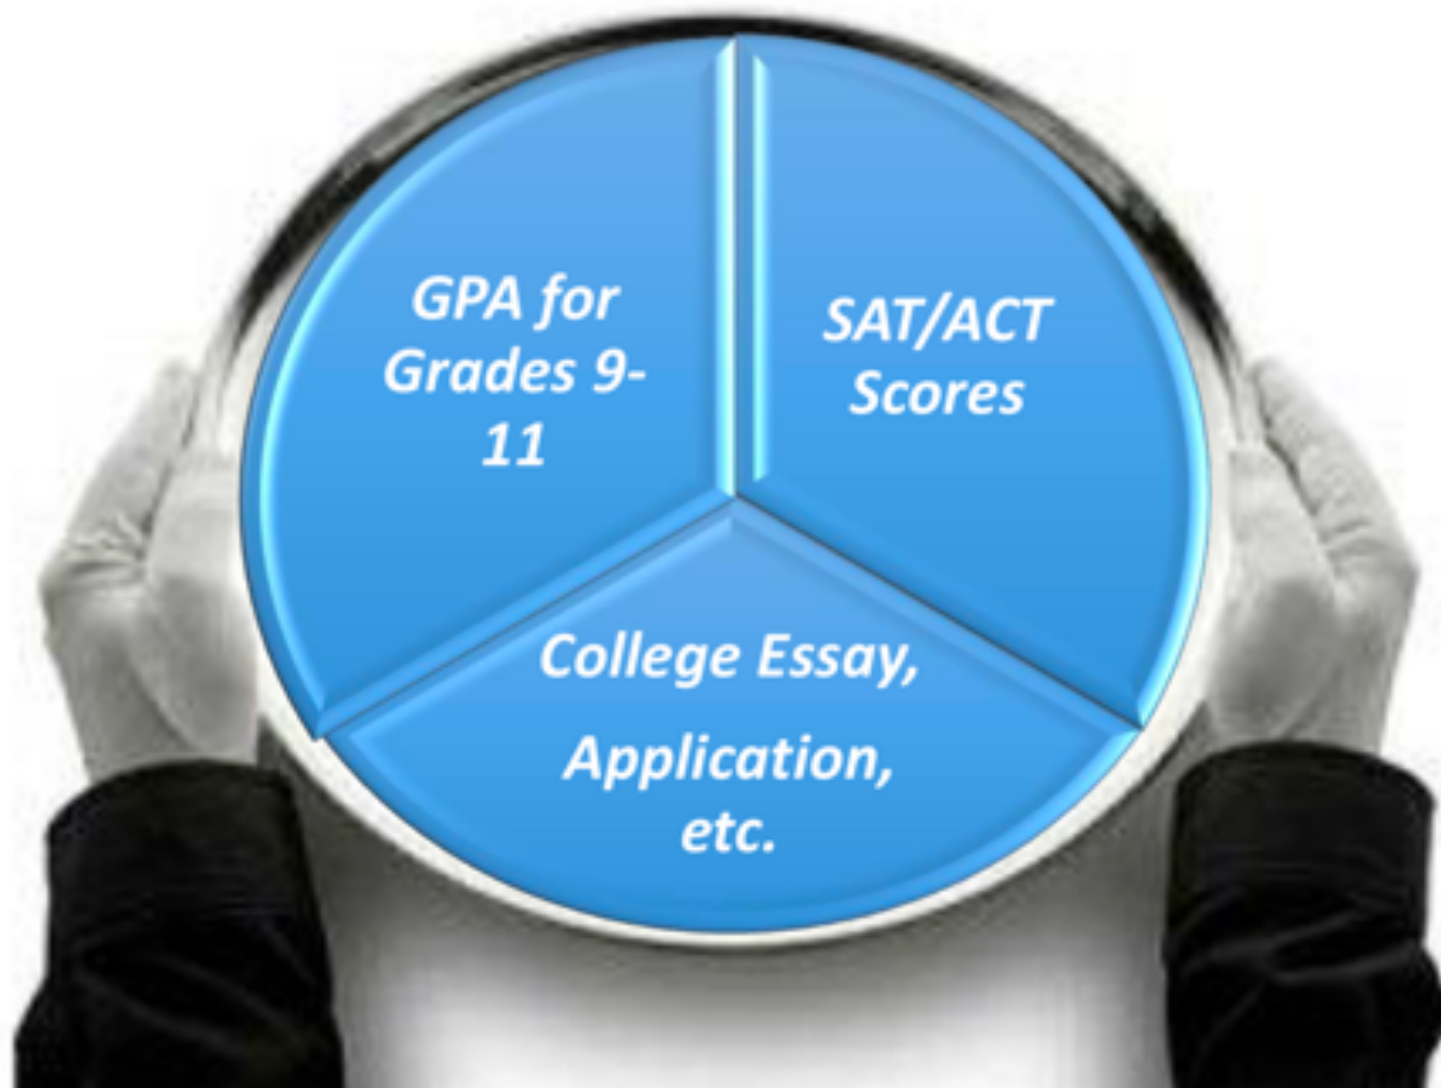 GPA for
Grades 9-
11
SAT/ACT
Scores
College Essay,
Application,
etc.